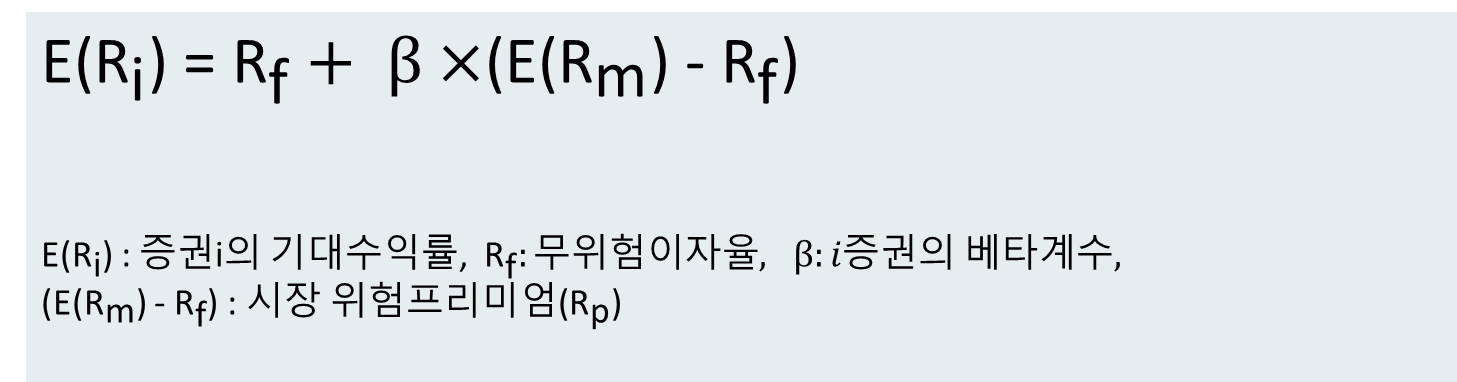 E(Ri) = Rf + β ×(E(Rm) - Rf)
E(Ri) : 증권i의 기대수익률, Rf: 무위험이자율, β: i증권의 베타계수,
(E(Rm) - Rf) : 시장 위험프리미엄(Rp)